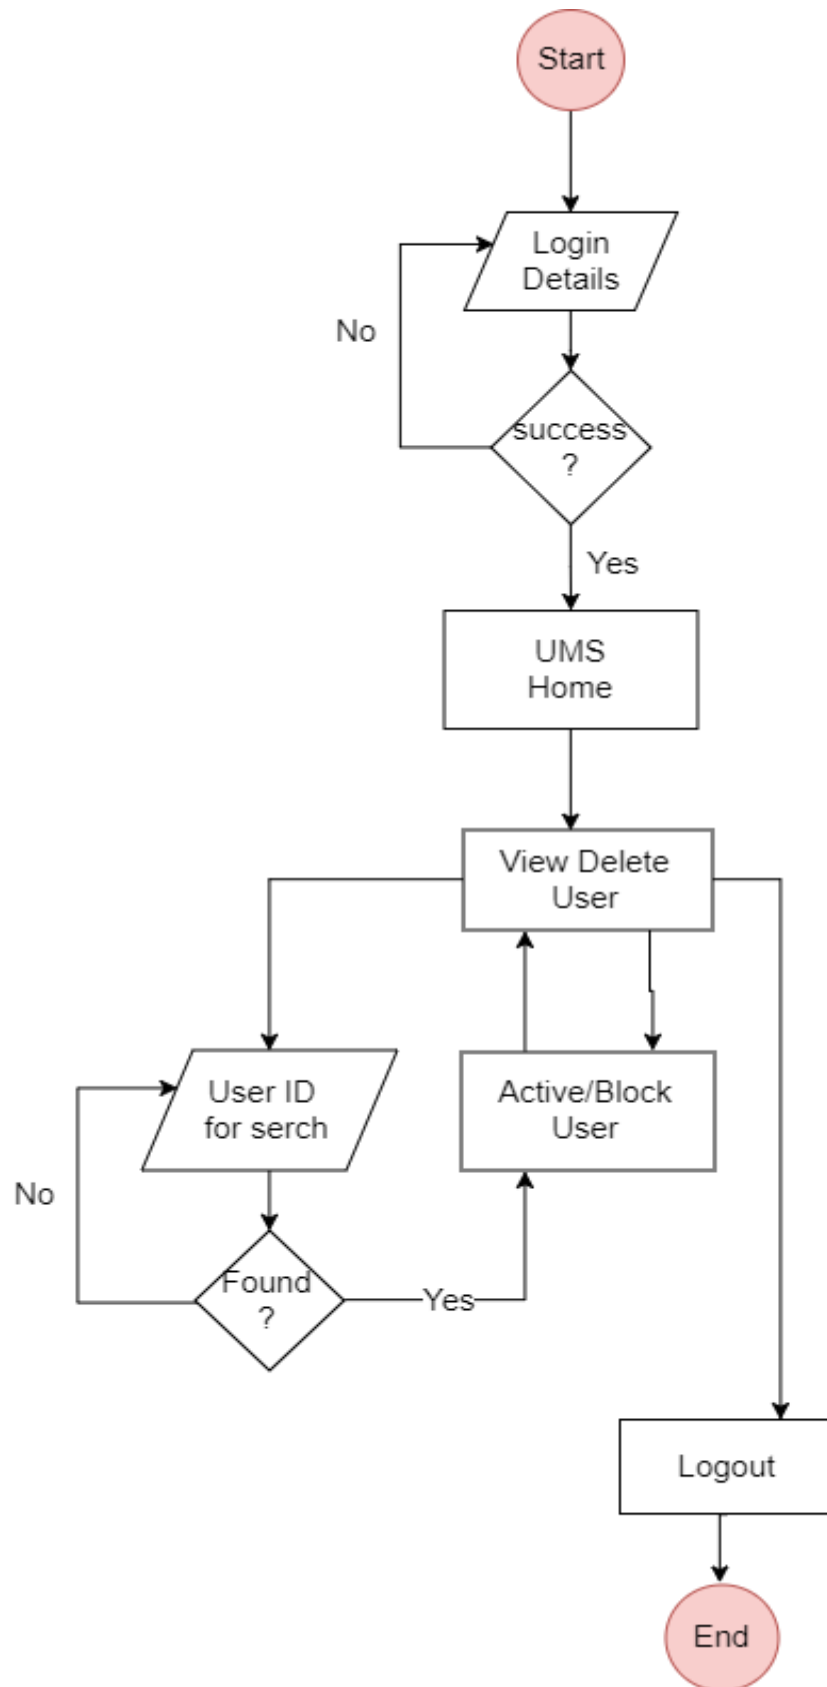 Start
Login
Details
No
success
?
Yes
UMS
Home
View Delete
User
User ID
for serch
Active/Block
User
No
Found
?
Yes
Logout
End